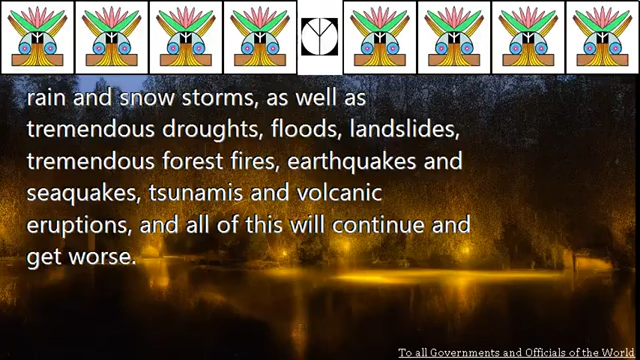 rain and snow storms, as well as
tremendous droughts, floods, landslides,
tremendous forest fires, earthquakes and
seaquakes, tsunamis and volcanic
eruptions, and all of this will continue and
get worse.
To all Governments and Officials of the World